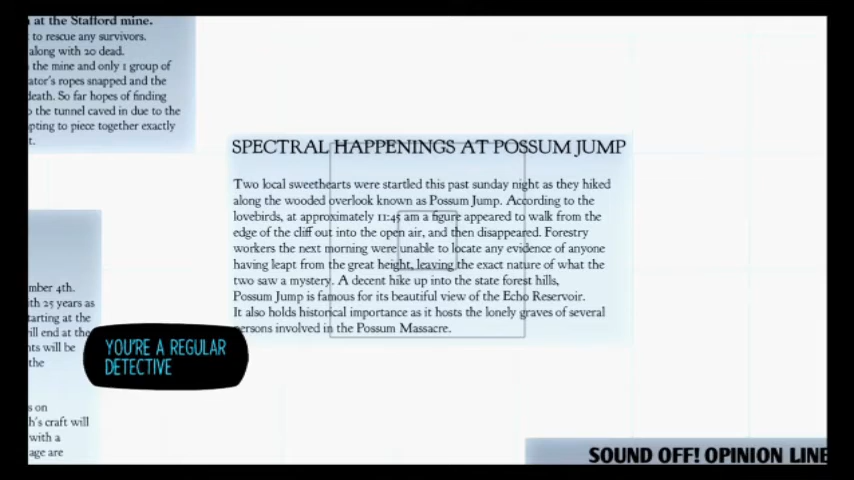 n at the Stafford mine.
to rescue any survivors.
along with 20 dead.
the mine and only 1 group of
ator's ropes snapped and the
death. So far hopes of finding
o the tunnel caved in due to the
pting to piece together exactly
t.
SPECTRAL HAPPENINGS AT POSSUM JUMP
Two local sweethearts were startled this past sunday night as they hiked
along the wooded overlook known as Possum Jump. According to the
lovebirds, at approximately 11:45 am a figure appeared to walk from the
edge of the cliff out into the open air, and then disappeared. Forestry
workers the next morning were unable to locate any evidence of anyone
having leapt from the great height, leaving the exact nature of what the
two saw a mystery. A decent hike up into the state forest hills,
Possum Jump is famous for its beautiful view of the Echo Reservoir.
It also holds historical importance as it hosts the lonely graves of several
persons involved in the Possum Massacre.
mber 4th.
th 25 years as
tarting at the
ill end at the
nts will be
the
YOU'RE A REGULAR
DETECTIVE
s on
h's craft will
with a
age are
SOUND OFF! OPINION LINE